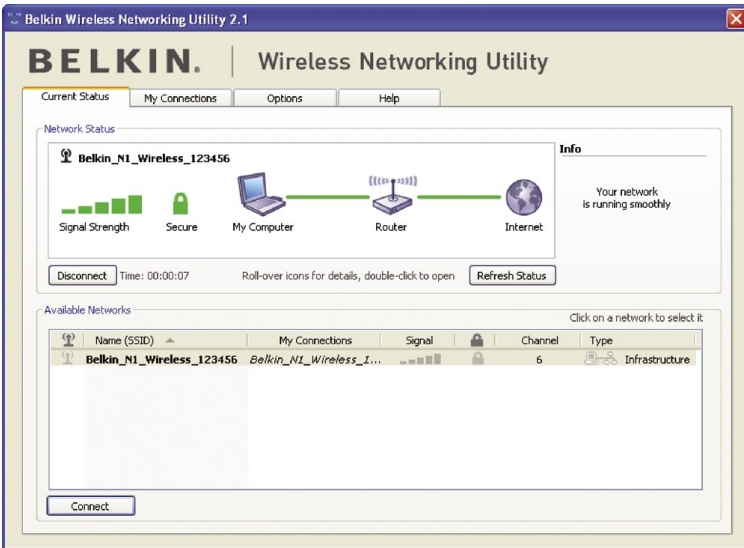 Belkin Wireless Networking Utility 2.1
BELKIN. Wireless Networking Utility
Current Status My Connections Options Help
Network Status
Belkin_N1_Wireless_123456
Signal Strength Secure My Computer Router Internet
Info
Your network
is running smoothly
Disconnect Time: 00:00:07 Roll-over icons for details, double-click to open Refresh Status
Available Networks
Click on a network to select it
Name (SSID) My Connections Signal Channel Type
Belkin_N1_Wireless_123456 Belkin_N1_Wireless_1... 6 Infrastructure
Connect